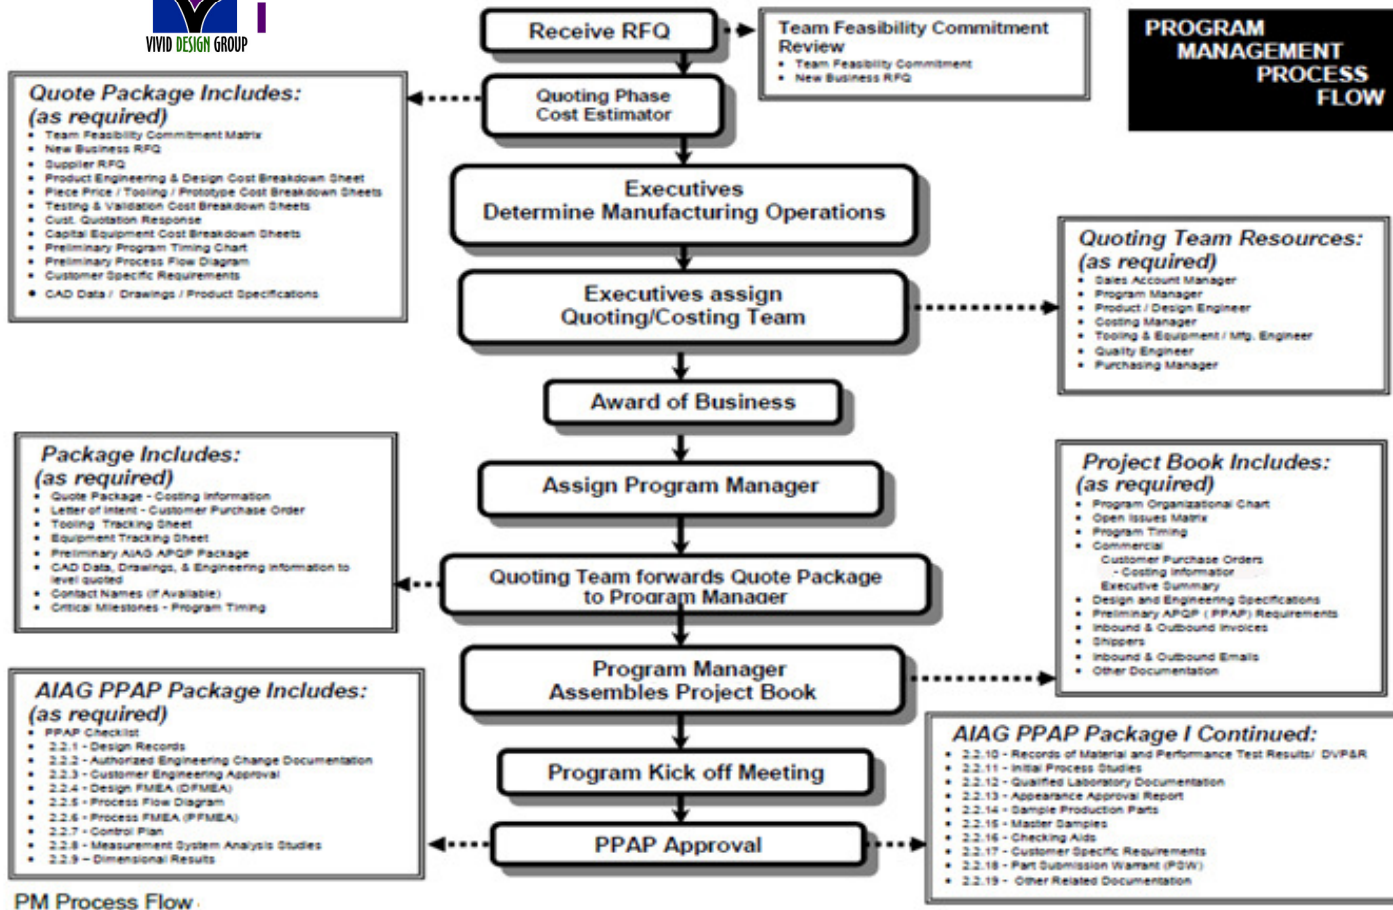 VIVID DESIGN GROUP
Receive RFQ
Team Feasibility Commitment
Review
• Team Feasibility Commitment
• New Business RFQ
PROGRAM
MANAGEMENT
PROCESS
FLOW
Quote Package Includes:
(as required)
• Team Feasibility Commitment Matrix
• New Business RFQ
• Supplier RFQ
• Product Engineering & Design Cost Breakdown Sheet
• Piece Price / Tooling / Prototype Cost Breakdown Sheets
• Testing & Validation Cost Breakdown Sheets
• Cust. Quotation Response
• Capital Equipment Cost Breakdown Sheets
• Preliminary Program Timing Chart
• Preliminary Process Flow Diagram
• Customer Specific Requirements
• CAD Data / Drawings / Product Specifications
Quoting Phase
Cost Estimator
Executives
Determine Manufacturing Operations
Executives assign
Quoting/Costing Team
Quoting Team Resources:
(as required)
• Sales Account Manager
• Program Manager
• Product / Design Engineer
• Costing Manager
• Tooling & Equipment / Mfg. Engineer
• Quality Engineer
• Purchasing Manager
Award of Business
Assign Program Manager
Package Includes:
(as required)
• Quote Package - Costing Information
• Letter of Intent - Customer Purchase Order
• Tooling Tracking Sheet
• Equipment Tracking Sheet
• Preliminary AIAG APQP Package
• CAD Data, Drawings, & Engineering Information to
level quoted
• Contact Names (If Available)
• Critical Milestones - Program Timing
Quoting Team forwards Quote Package
to Program Manager
Project Book Includes:
(as required)
• Program Organizational Chart
• Open Issues Matrix
• Program Timing
• Commercial
Customer Purchase Orders
- Costing Information
Executive Summary
• Design and Engineering Specifications
• Preliminary APQP ( PPAP) Requirements
• Inbound & Outbound Invoices
• Shippers
• Inbound & Outbound Emails
• Other Documentation
Program Manager
Assembles Project Book
Program Kick off Meeting
PPAP Approval
AIAG PPAP Package Includes:
(as required)
• PPAP Checklist
• 2.2.1 - Design Records
• 2.2.2 - Authorized Engineering Change Documentation
• 2.2.3 - Customer Engineering Approval
• 2.2.4 - Design FMEA (DFMEA)
• 2.2.5 - Process Flow Diagram
• 2.2.6 - Process FMEA (PFMEA)
• 2.2.7 - Control Plan
• 2.2.8 - Measurement System Analysis Studies
• 2.2.9 – Dimensional Results
AIAG PPAP Package I Continued:
• 2.2.10 - Records of Material and Performance Test Results/ DVP&R
• 2.2.11 - Initial Process Studies
• 2.2.12 - Qualified Laboratory Documentation
• 2.2.13 - Appearance Approval Report
• 2.2.14 - Sample Production Parts
• 2.2.15 - Master Samples
• 2.2.16 - Checking Aids
• 2.2.17 - Customer Specific Requirements
• 2.2.18 - Part Submission Warrant (PSW)
• 2.2.19 - Other Related Documentation
PM Process Flow